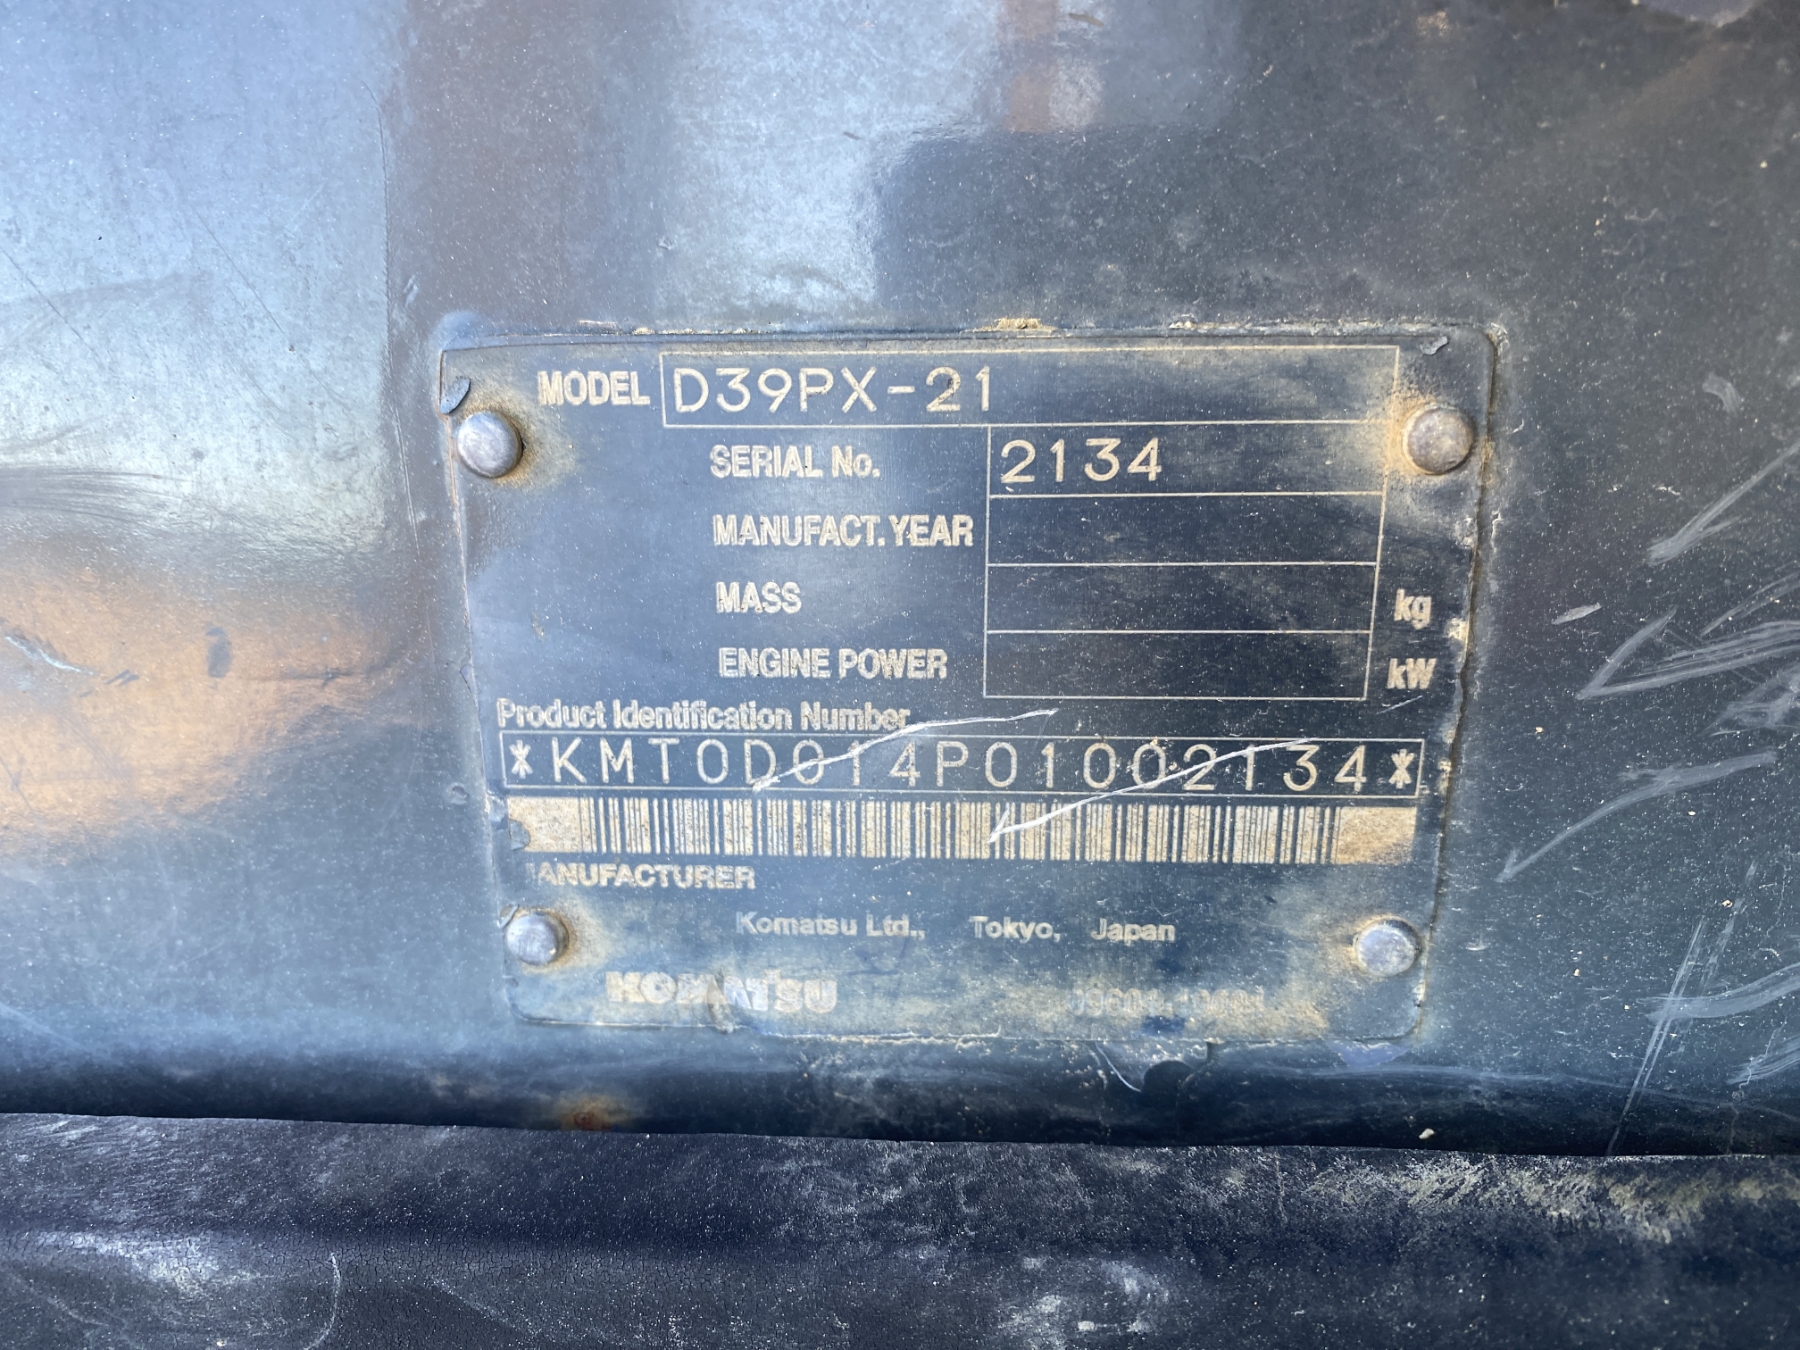 MODEL D39PX-21
SERIAL No. 2134
MANUFACT. YEAR
MASS kg
ENGINE POWER kW
Product Identification Number
*KMT0D014P01002134*
MANUFACTURER
Komatsu Ltd., Tokyo, Japan
KOMATSU